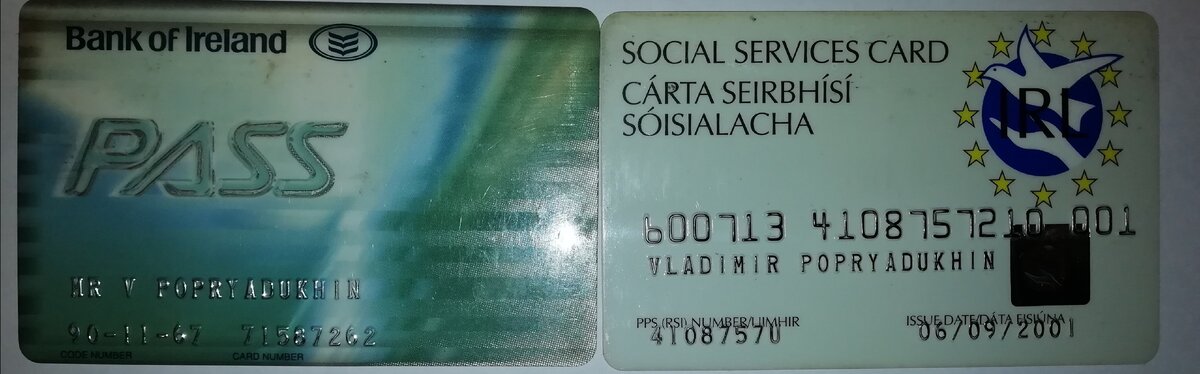 Bank of Ireland
PASS
MR V POPRYADUKHIN
90-11-67 71587262
CODE NUMBER CARD NUMBER
SOCIAL SERVICES CARD
CÁRTA SEIRBHÍSÍ
SÓISIALACHA
IRL
600713 4108757210 001
VLADIMIR POPRYADUKHIN
PPS (RSI) NUMBER/UIMHIR ISSUE DATE/DÁTA EISIÚNA
4108757U 06/09/2001